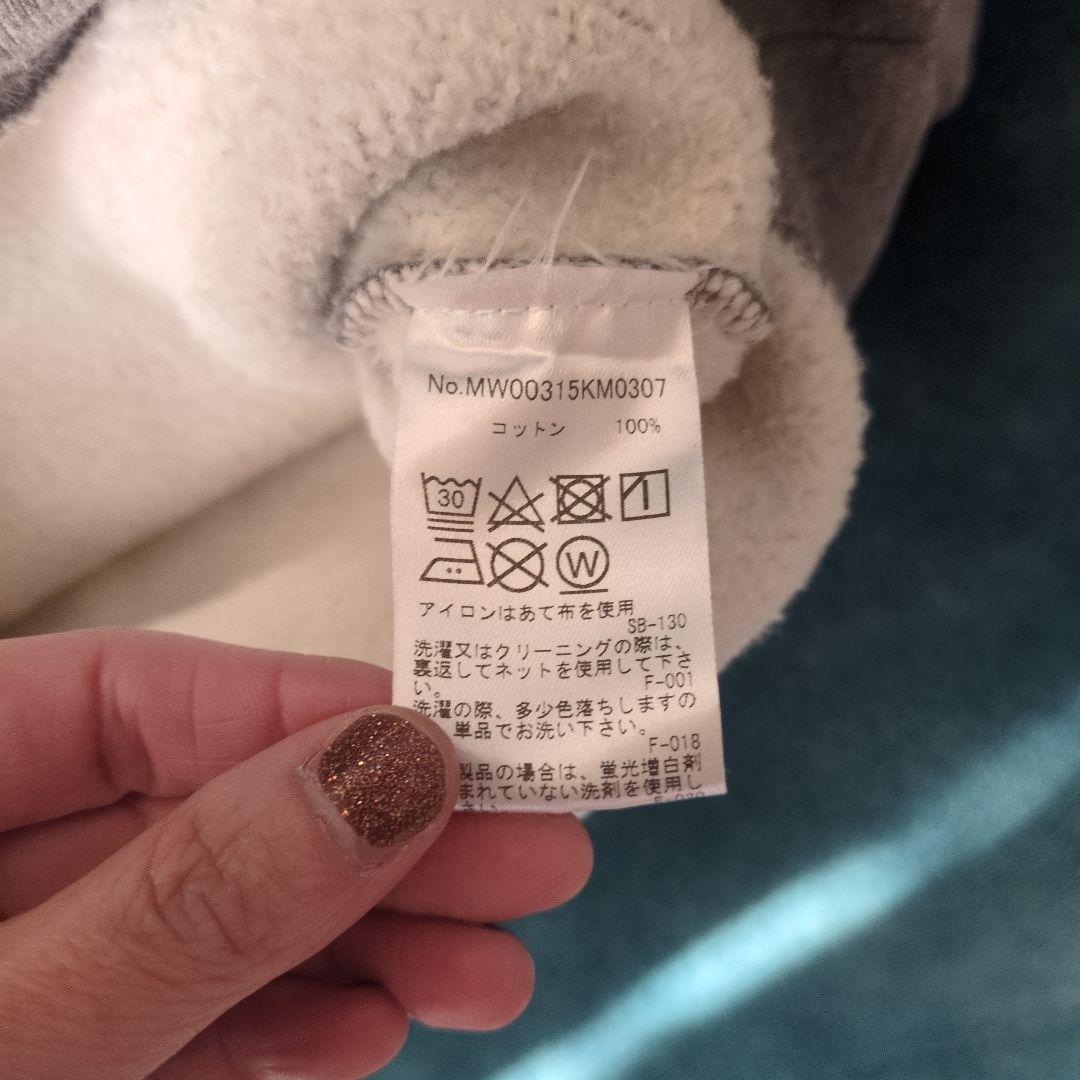 No.MW00315KM0307
コットン 100%
30
W
アイロンはあて布を使用
SB-130
洗濯又はクリーニングの際は、
裏返してネットを使用して下さ
い。
F-001
洗濯の際、多少色落ちしますの
単品でお洗い下さい。
F-018
製品の場合は、蛍光増白剤
まれていない洗剤を使用し
さい